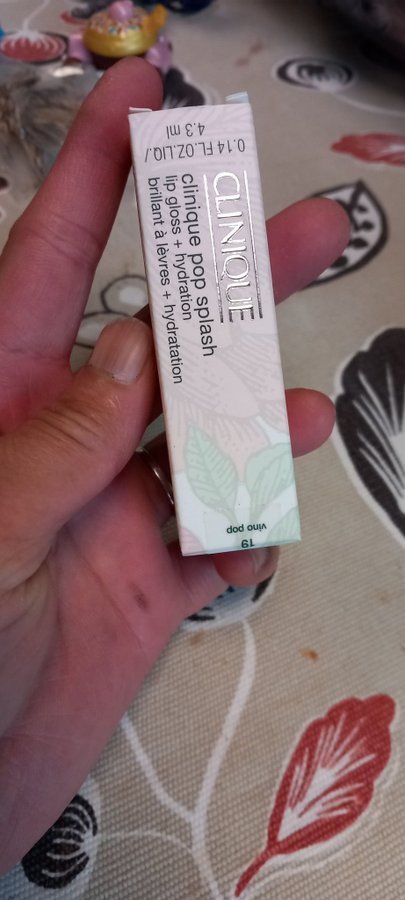 CLINIQUE
clinique pop splash
lip gloss + hydration
brillant à lèvres + hydratation
0.14 FL.OZ.LIQ./
4.3 ml
19
vino pop